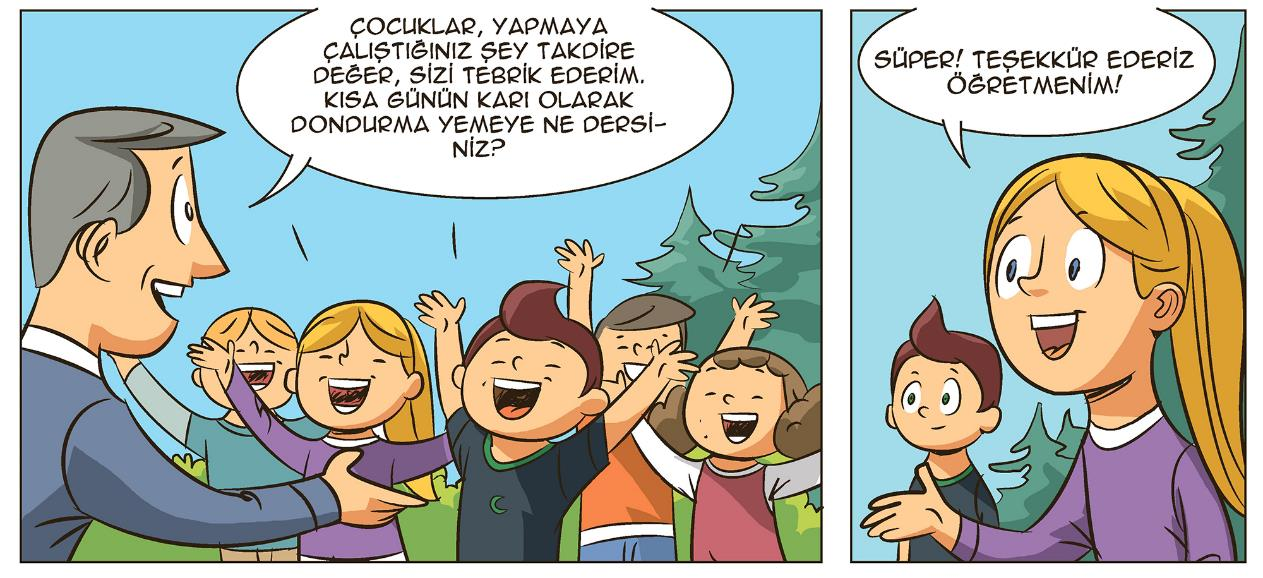 ÇOCUKLAR, YAPMAYA
ÇALIŞTIĞINIZ ŞEY TAKDİRE
DEĞER, SİZİ TEBRİK EDERİM.
KISA GÜNÜN KARI OLARAK
DONDURMA YEMEYE NE DERSİ-
NİZ?
SÜPER! TEŞEKKÜR EDERİZ
ÖĞRETMENİM!